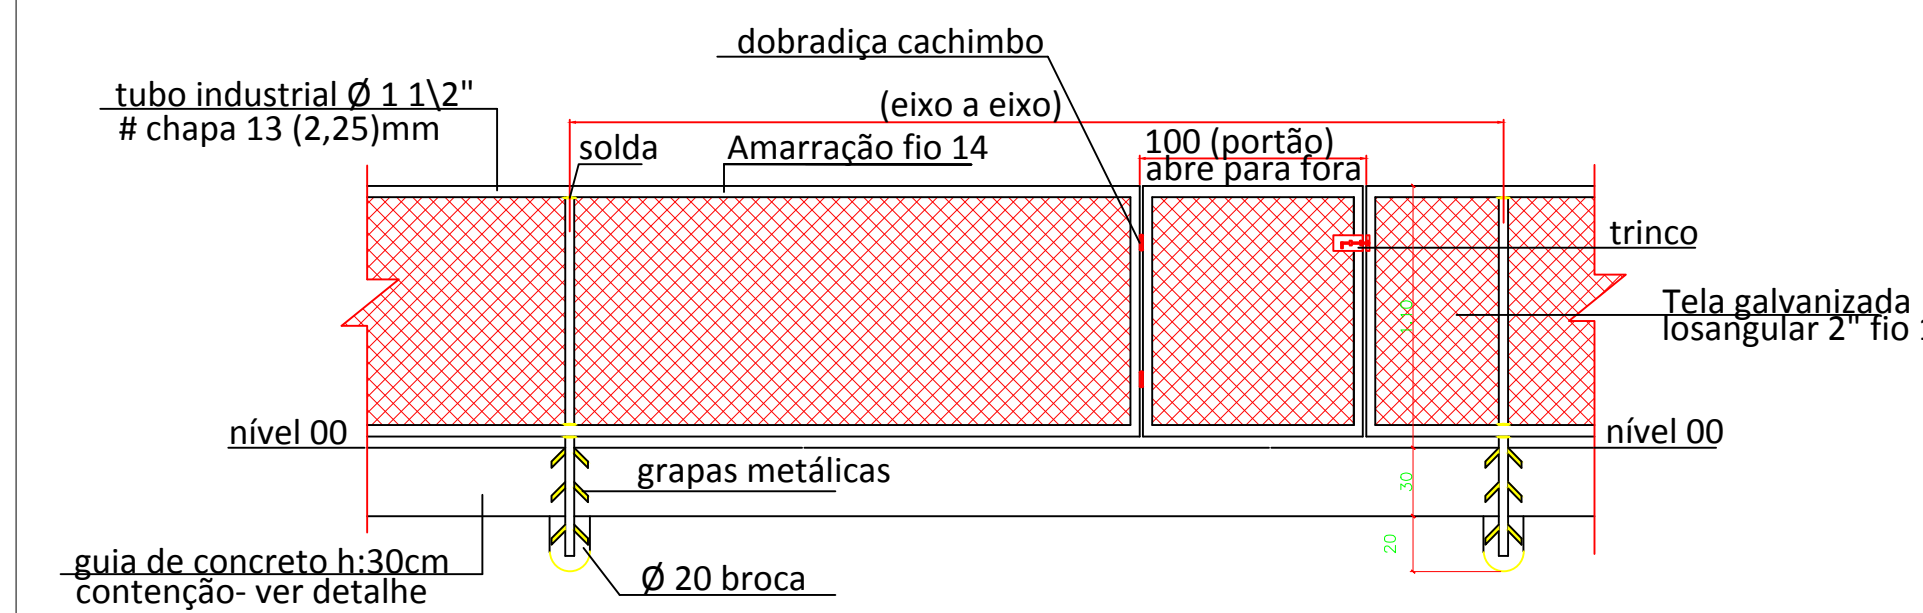 dobradiça cachimbo
tubo industrial Ø 1 1\2"
# chapa 13 (2,25)mm
(eixo a eixo)
solda
Amarração fio 14
100 (portão)
abre para fora
trinco
Tela galvanizada
losangular 2" fio
1,10
nível 00
nível 00
grapas metálicas
30
20
guia de concreto h:30cm
contenção- ver detalhe
Ø 20 broca